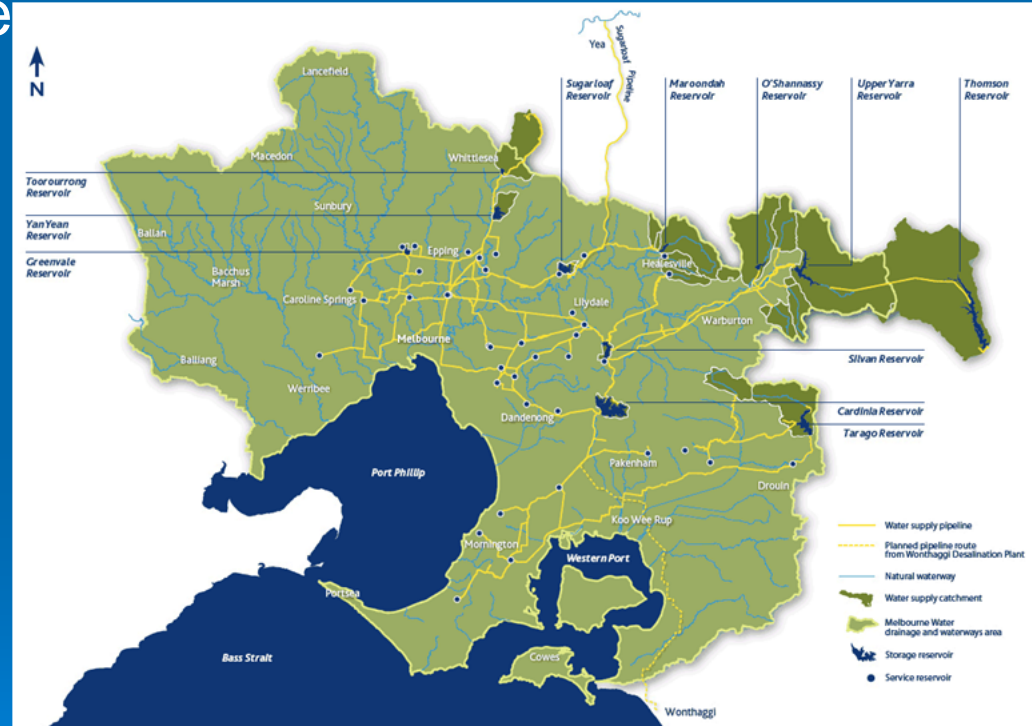 e
N
Yea
Sugarloaf
Pipeline
Lancefield
Sugarloaf
Reservoir
Maroondah
Reservoir
O'Shannassy
Reservoir
Upper Yarra
Reservoir
Thomson
Reservoir
Macedon
Whittlesea
Toorourrong
Reservoir
Sunbury
Yan Yean
Reservoir
Ballan
Epping
Greenvale
Reservoir
Healesville
Bacchus
Marsh
Caroline Springs
Lilydale
Warburton
Melbourne
Balliang
Silvan Reservoir
Werribee
Dandenong
Cardinia Reservoir
Tarago Reservoir
Port Phillip
Pakenham
Drouin
Koo Wee Rup
Mornington
Western Port
Portsea
Bass Strait
Cowes
Wonthaggi
Water supply pipeline
Planned pipeline route
from Wonthaggi Desalination Plant
Natural waterway
Water supply catchment
Melbourne Water
drainage and waterways area
Storage reservoir
Service reservoir